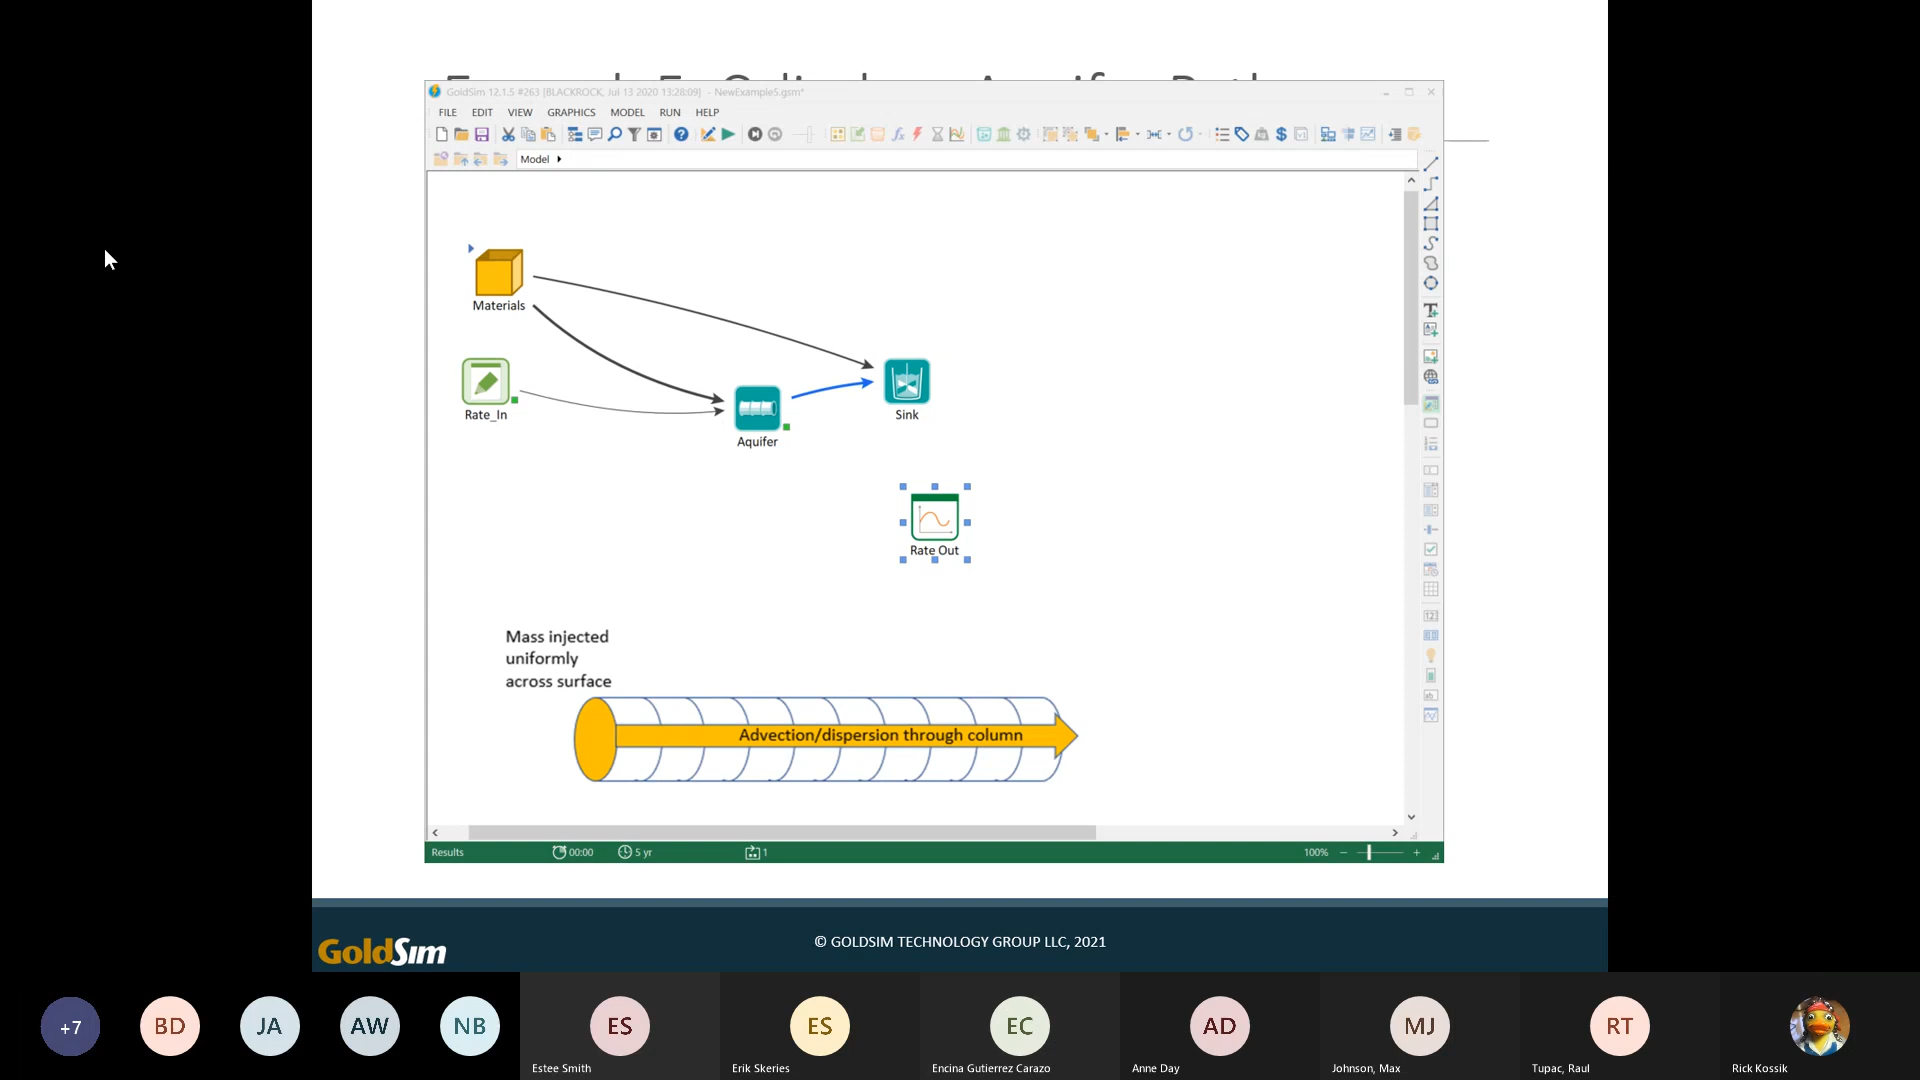 GoldSim 12.1.5 #263 [BLACKROCK, Jul 13 2020 13:28:09] - NewExample5.gsm*
FILE EDIT VIEW GRAPHICS MODEL RUN HELP
Model
Materials
Rate_In
Aquifer
Sink
Rate Out
Mass injected
uniformly
across surface
Advection/dispersion through column
Results 00:00 5 yr 1 100%
GoldSim
© GOLDSIM TECHNOLOGY GROUP LLC, 2021
+7 BD JA AW NB ES ES EC AD MJ RT
Estee Smith Erik Skeries Encina Gutierrez Carazo Anne Day Johnson, Max Tupac, Raul Rick Kossik